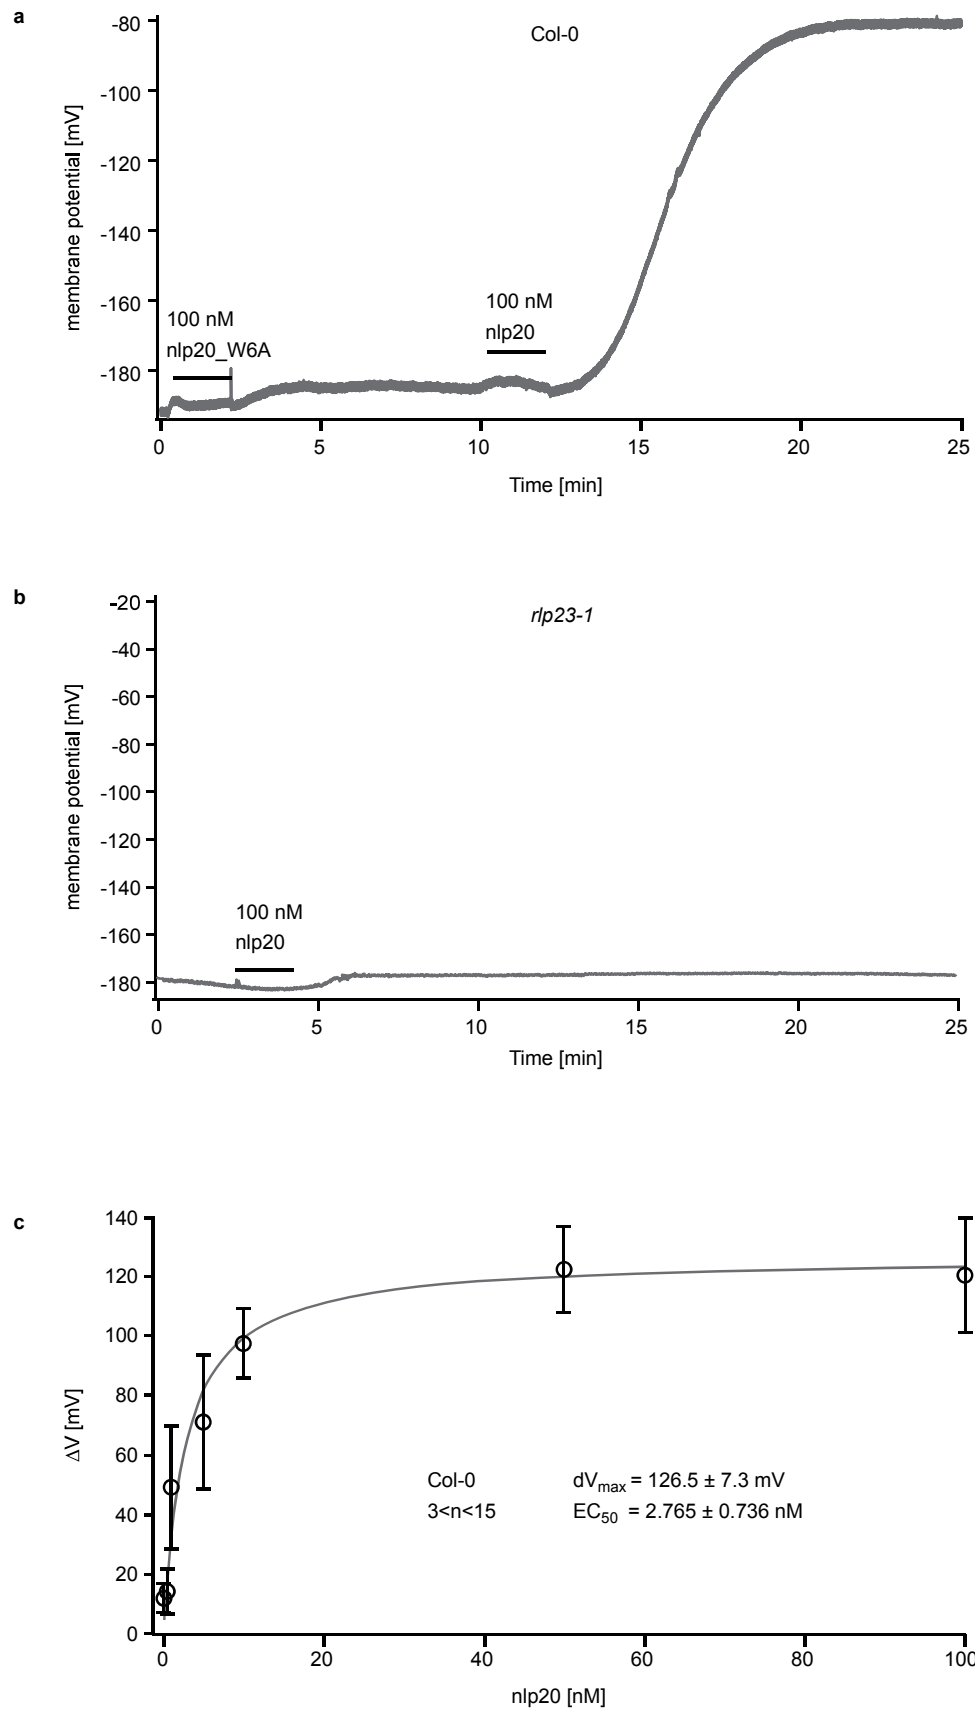 a
Col-0
membrane potential [mV]
-80
-100
-120
-140
-160
-180
100 nM
nlp20_W6A
100 nM
nlp20
0 5 10 15 20 25
Time [min]
b
rlp23-1
membrane potential [mV]
-20
-40
-60
-80
-100
-120
-140
-160
-180
100 nM
nlp20
0 5 10 15 20 25
Time [min]
c
ΔV [mV]
140
120
100
80
60
40
20
0
Col-0 dVmax = 126.5 ± 7.3 mV
3<n<15 EC50 = 2.765 ± 0.736 nM
0 20 40 60 80 100
nlp20 [nM]